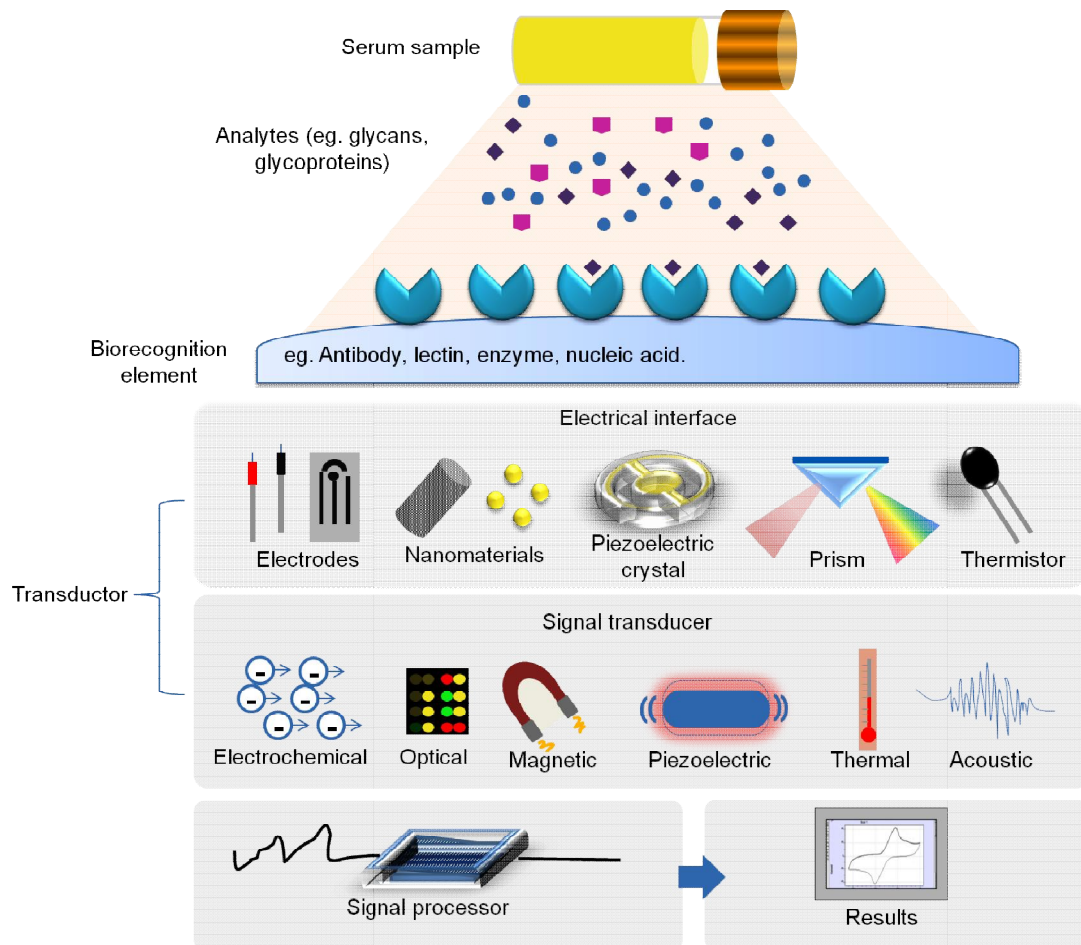 Serum sample
Analytes (eg. glycans,
glycoproteins)
Biorecognition
element
eg. Antibody, lectin, enzyme, nucleic acid.
Electrical interface
Electrodes
Nanomaterials
Piezoelectric
crystal
Prism
Thermistor
Transductor
Signal transducer
Electrochemical
Optical
Magnetic
Piezoelectric
Thermal
Acoustic
Signal processor
Results